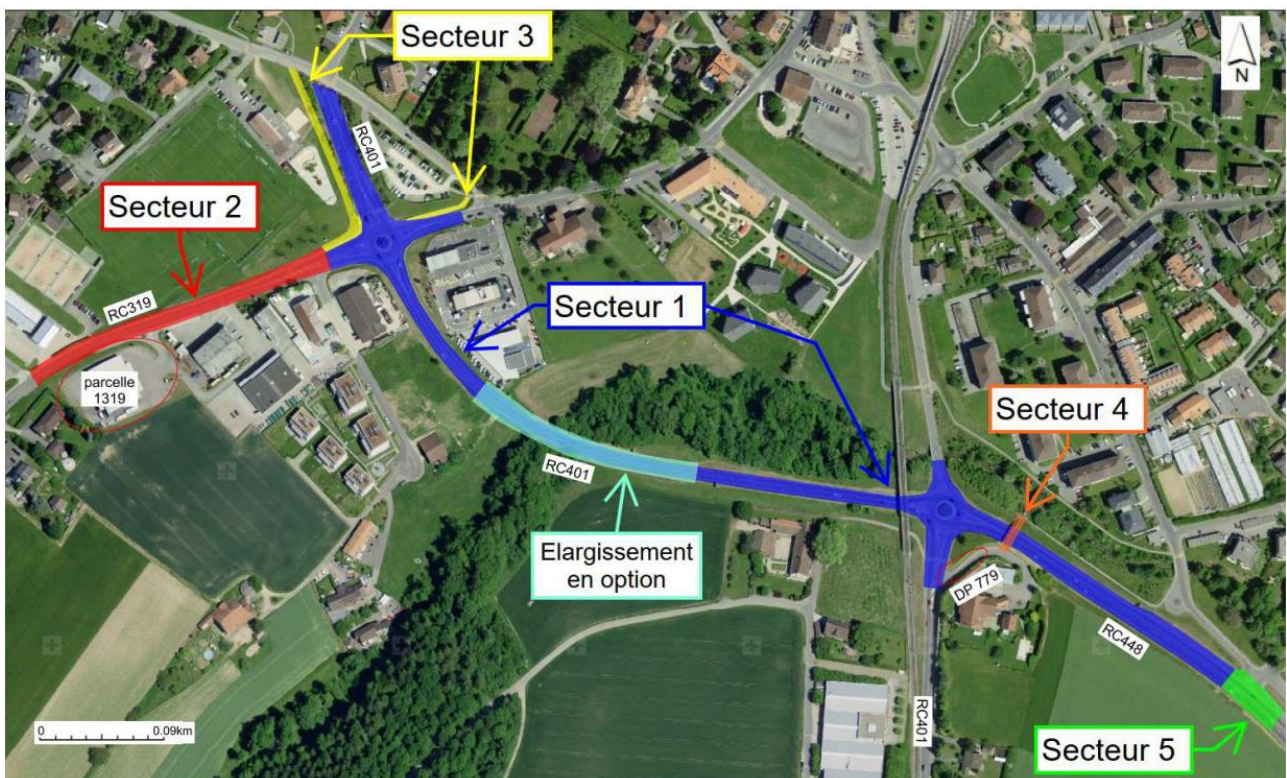 Secteur 3
N
RC401
Secteur 2
RC319
Secteur 1
parcelle
1319
Secteur 4
RC401
Elargissement
en option
DP 779
RC448
RC401
0
0.09km
Secteur 5